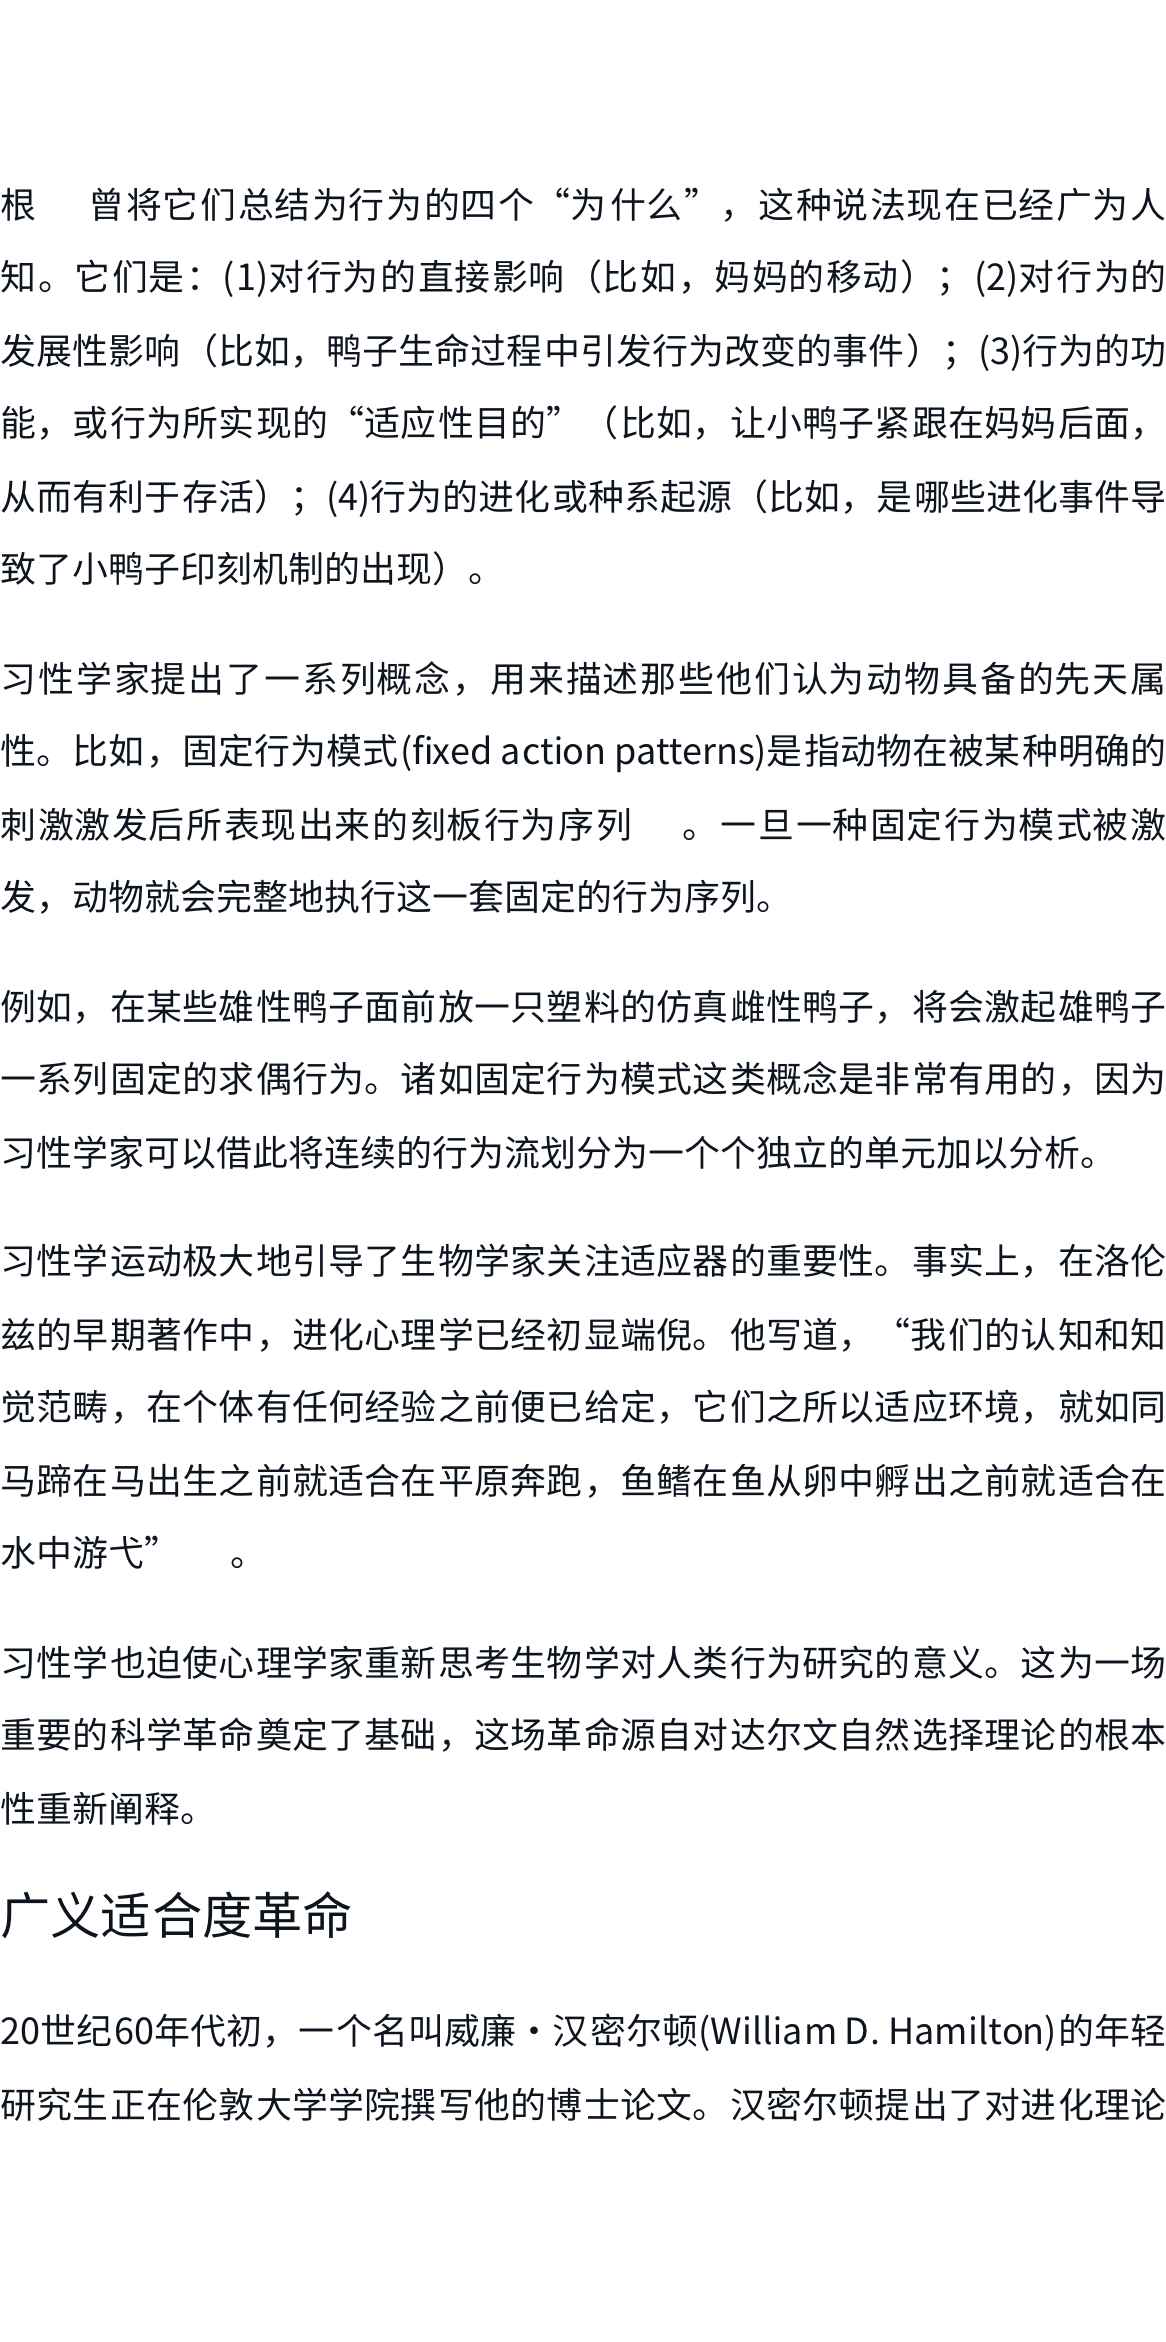 根 曾将它们总结为行为的四个“为什么”，这种说法现在已经广为人
知。它们是：(1)对行为的直接影响（比如，妈妈的移动）；(2)对行为的
发展性影响（比如，鸭子生命过程中引发行为改变的事件）；(3)行为的功
能，或行为所实现的“适应性目的”（比如，让小鸭子紧跟在妈妈后面，
从而有利于存活）；(4)行为的进化或种系起源（比如，是哪些进化事件导
致了小鸭子印刻机制的出现）。
习性学家提出了一系列概念，用来描述那些他们认为动物具备的先天属
性。比如，固定行为模式(fixed action patterns)是指动物在被某种明确的
刺激激发后所表现出来的刻板行为序列 。一旦一种固定行为模式被激
发，动物就会完整地执行这一套固定的行为序列。
例如，在某些雄性鸭子面前放一只塑料的仿真雌性鸭子，将会激起雄鸭子
一系列固定的求偶行为。诸如固定行为模式这类概念是非常有用的，因为
习性学家可以借此将连续的行为流划分为一个个独立的单元加以分析。
习性学运动极大地引导了生物学家关注适应器的重要性。事实上，在洛伦
兹的早期著作中，进化心理学已经初显端倪。他写道，“我们的认知和知
觉范畴，在个体有任何经验之前便已给定，它们之所以适应环境，就如同
马蹄在马出生之前就适合在平原奔跑，鱼鳍在鱼从卵中孵出之前就适合在
水中游弋” 。
习性学也迫使心理学家重新思考生物学对人类行为研究的意义。这为一场
重要的科学革命奠定了基础，这场革命源自对达尔文自然选择理论的根本
性重新阐释。
广义适合度革命
20世纪60年代初，一个名叫威廉·汉密尔顿(William D. Hamilton)的年轻
研究生正在伦敦大学学院撰写他的博士论文。汉密尔顿提出了对进化理论